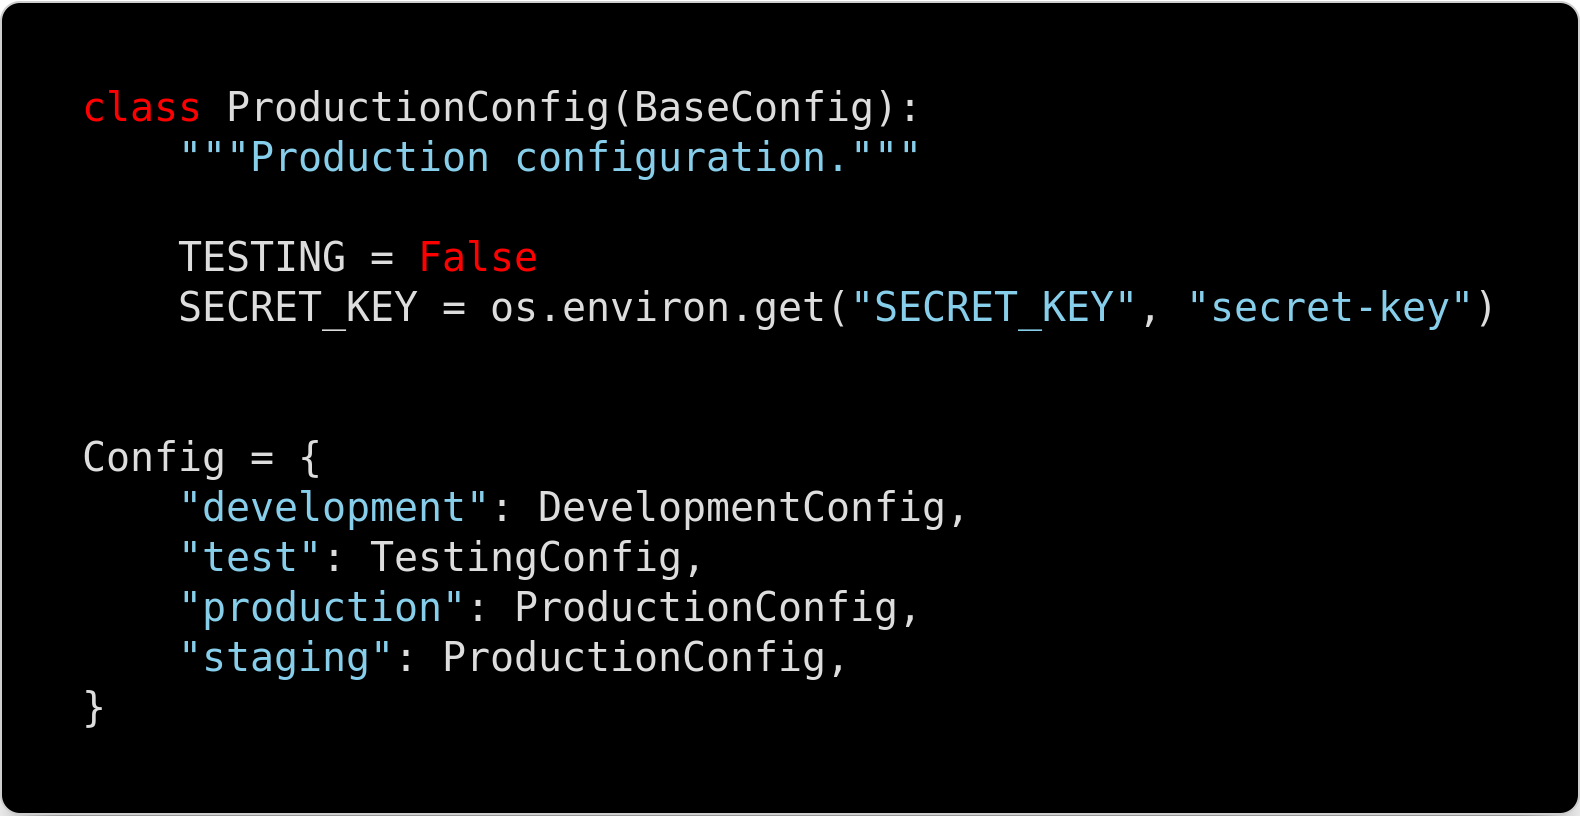 class ProductionConfig(BaseConfig):
    """Production configuration."""

    TESTING = False
    SECRET_KEY = os.environ.get("SECRET_KEY", "secret-key")


Config = {
    "development": DevelopmentConfig,
    "test": TestingConfig,
    "production": ProductionConfig,
    "staging": ProductionConfig,
}